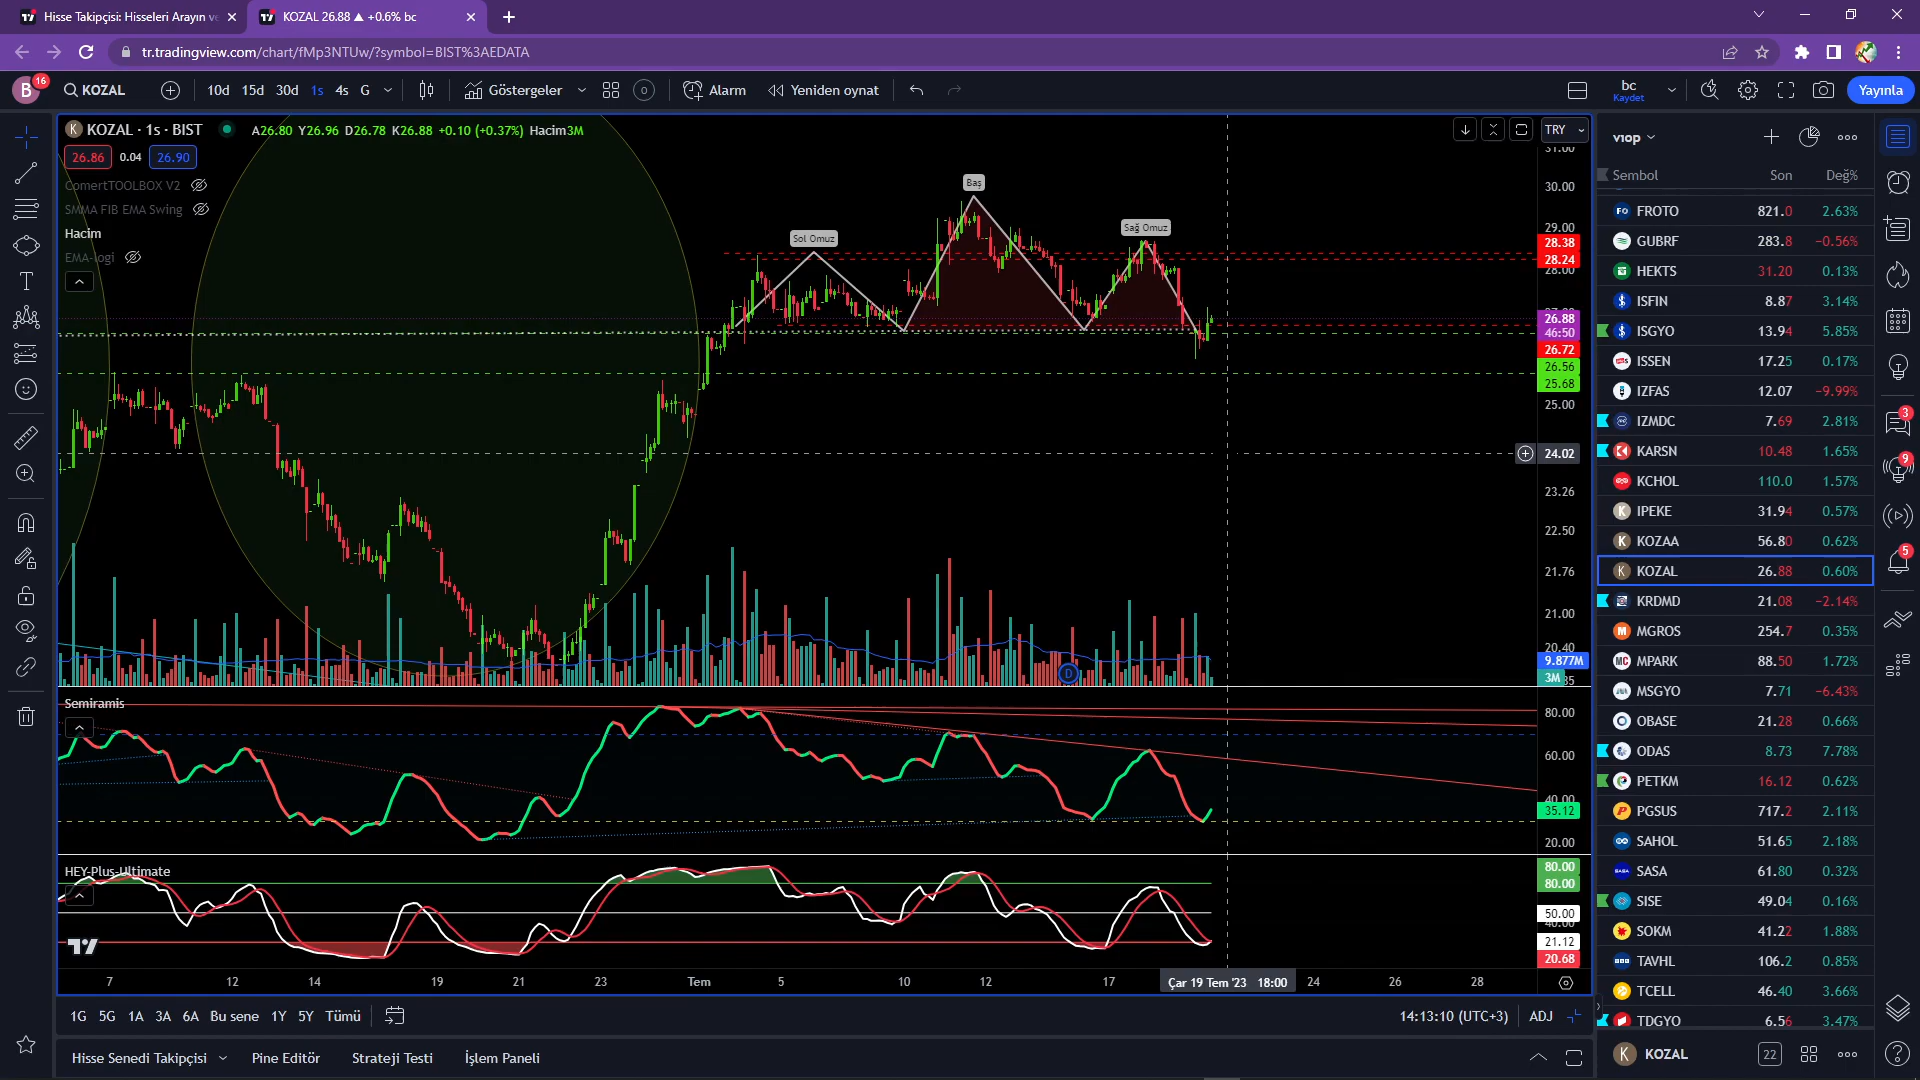 Hisse Takipçisi: Hisseleri Arayın ve
KOZAL 26.88 ▲ +0.6% bc
tr.tradingview.com/chart/fMp3NTUw/?symbol=BIST%3AEDATA
B
16
KOZAL
10d 15d 30d 1s 4s G
Göstergeler
Alarm
Yeniden oynat
bc
Kaydet
Yayınla
KOZAL · 1s · BIST
A26.80 Y26.96 D26.78 K26.88 +0.10 (+0.37%) Hacim3M
26.86 0.04 26.90
ComertTOOLBOX V2
SMMA FIB EMA Swing
Hacim
EMA-logi
Sol Omuz
Baş
Sağ Omuz
D
TRY
31.00
30.00
29.00
28.38
28.24
28.00
26.88
46:50
26.72
26.56
25.68
25.00
24.02
23.26
22.50
21.76
21.00
20.40
9.877M
3M
Semiramis
80.00
60.00
40.00
35.12
20.00
HEY-Plus-Ultimate
80.00
80.00
50.00
40.00
21.12
20.68
7 12 14 19 21 23 Tem 5 10 12 17 Çar 19 Tem '23 18:00 24 26 28
1G 5G 1A 3A 6A Bu sene 1Y 5Y Tümü
14:13:10 (UTC+3)
ADJ
Hisse Senedi Takipçisi
Pine Editör
Strateji Testi
İşlem Paneli
VIOP
Sembol Son Değ%
FROTO 821.0 2.63%
GUBRF 283.8 −0.56%
HEKTS 31.20 0.13%
ISFIN 8.87 3.14%
ISGYO 13.94 5.85%
ISSEN 17.25 0.17%
IZFAS 12.07 −9.99%
IZMDC 7.69 2.81%
KARSN 10.48 1.65%
KCHOL 110.0 1.57%
IPEKE 31.94 0.57%
KOZAA 56.80 0.62%
KOZAL 26.88 0.60%
KRDMD 21.08 −2.14%
MGROS 254.7 0.35%
MPARK 88.50 1.72%
MSGYO 7.71 −6.43%
OBASE 21.28 0.66%
ODAS 8.73 7.78%
PETKM 16.12 0.62%
PGSUS 717.2 2.11%
SAHOL 51.65 2.18%
SASA 61.80 0.32%
SISE 49.04 0.16%
SOKM 41.22 1.88%
TAVHL 106.2 0.85%
TCELL 46.40 3.66%
TDGYO 6.56 3.47%
K KOZAL
22
3
9
5